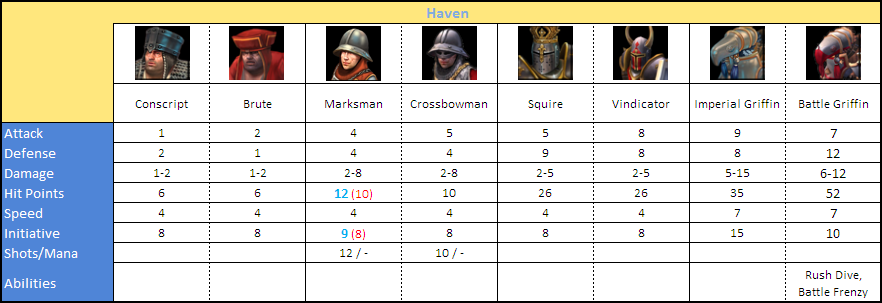 Haven
Conscript Brute Marksman Crossbowman Squire Vindicator Imperial Griffin Battle Griffin
Attack 1 2 4 5 5 8 9 7
Defense 2 1 4 4 9 8 8 12
Damage 1-2 1-2 2-8 2-8 2-5 2-5 5-15 6-12
Hit Points 6 6 12 (10) 10 26 26 35 52
Speed 4 4 4 4 4 4 7 7
Initiative 8 8 9 (8) 8 8 8 15 10
Shots/Mana 12 / - 10 / -
Abilities Rush Dive,
Battle Frenzy